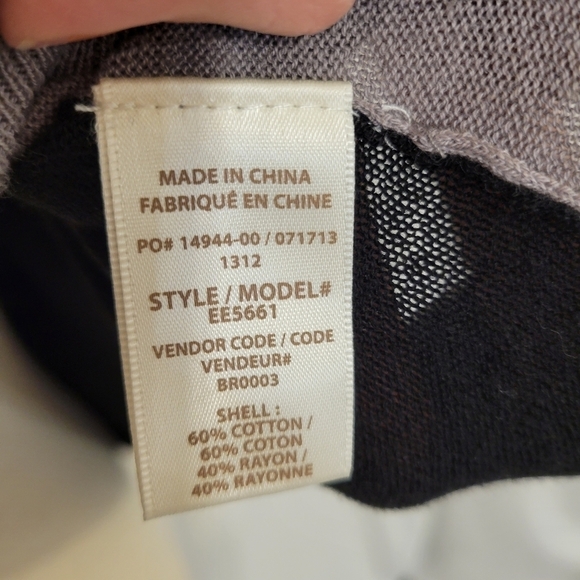 MADE IN CHINA
FABRIQUÉ EN CHINE
PO# 14944-00 / 071713
1312
STYLE / MODEL#
EE5661
VENDOR CODE / CODE
VENDEUR#
BR0003
SHELL :
60% COTTON /
60% COTON
40% RAYON /
40% RAYONNE